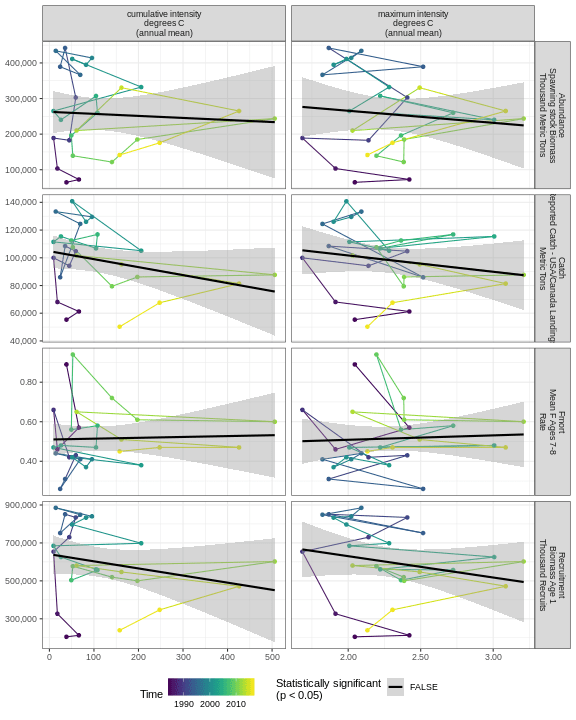 cumulative intensity
degrees C
(annual mean)
maximum intensity
degrees C
(annual mean)
400,000
300,000
200,000
100,000
Abundance
Spawning stock Biomass
Thousand Metric Tons
140,000
120,000
100,000
80,000
60,000
40,000
Catch
Reported Catch - USA/Canada Landing
Metric Tons
0.80
0.60
0.40
Fmort
Mean F Ages 7-8
Rate
900,000
700,000
500,000
300,000
Recruitment
Biomass Age 1
Thousand Recruits
0
100
200
300
400
500
2.00
2.50
3.00
Time
1990
2000
2010
Statistically significant
(p < 0.05)
FALSE